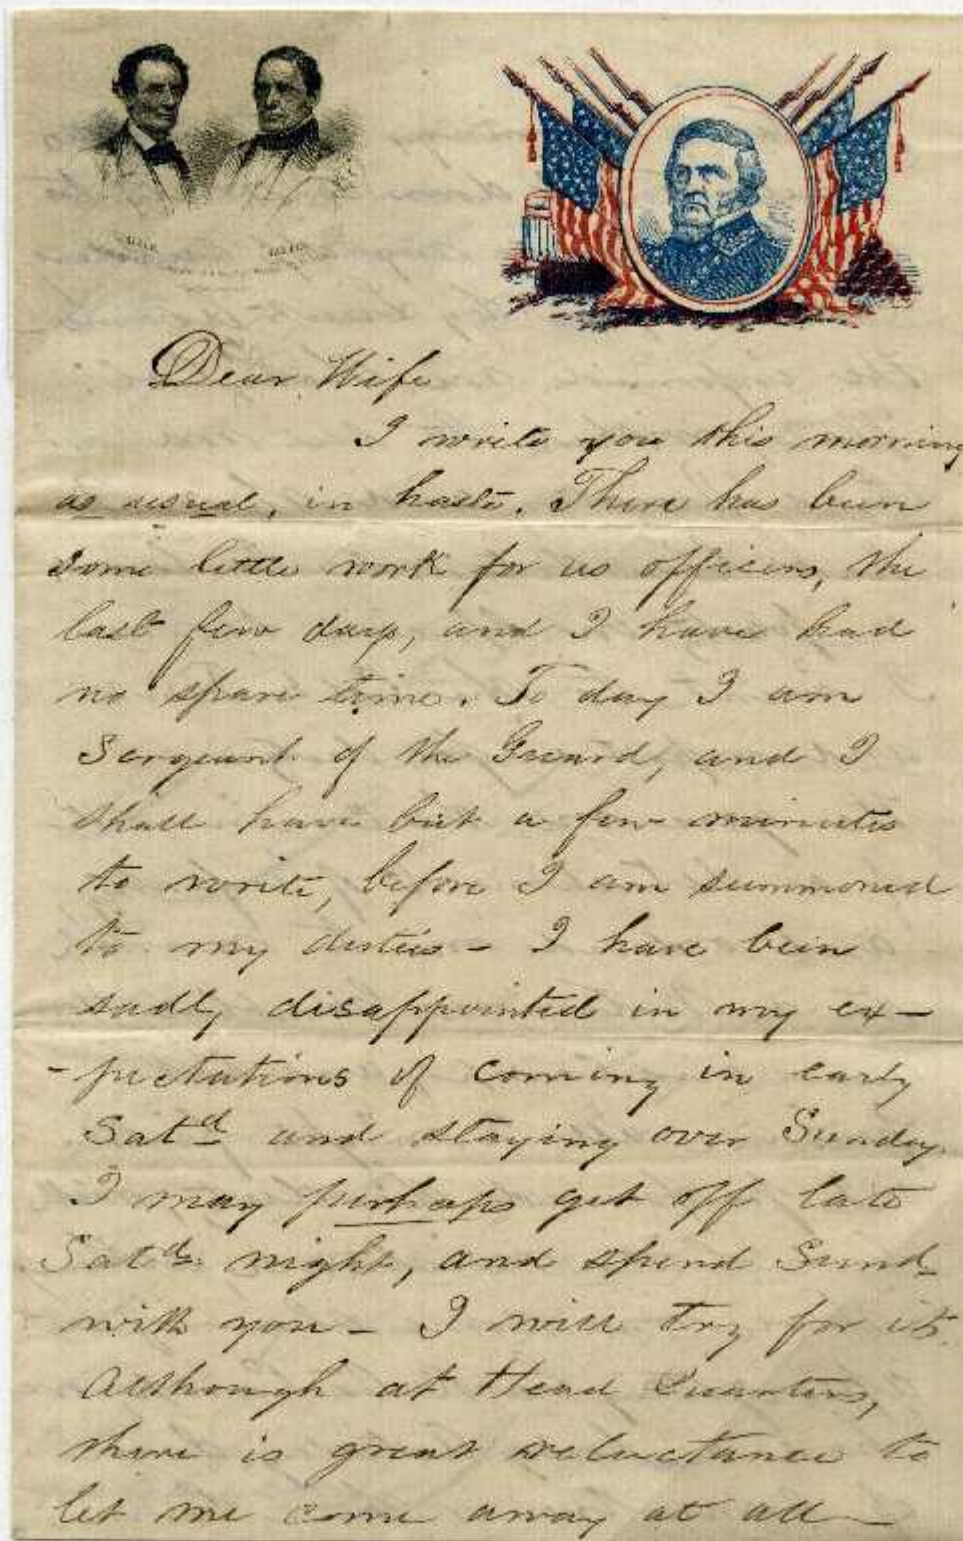 Dear Wife
I write you this morning
as usual, in haste. There has been
some little work for us officers, the
last few days, and I have had
no spare time. To day I am
Sergeant of the Guard, and I
shall have but a few minutes
to write, before I am summoned
to my duties - I have been
sadly disappointed in my ex-
-pectations of coming in early
Satd and staying over Sunday.
I may perhaps get off late
Satd night, and spend Sund
with you - I will try for it.
Although at Head Quarters,
there is great reluctance to
let me come away at all -